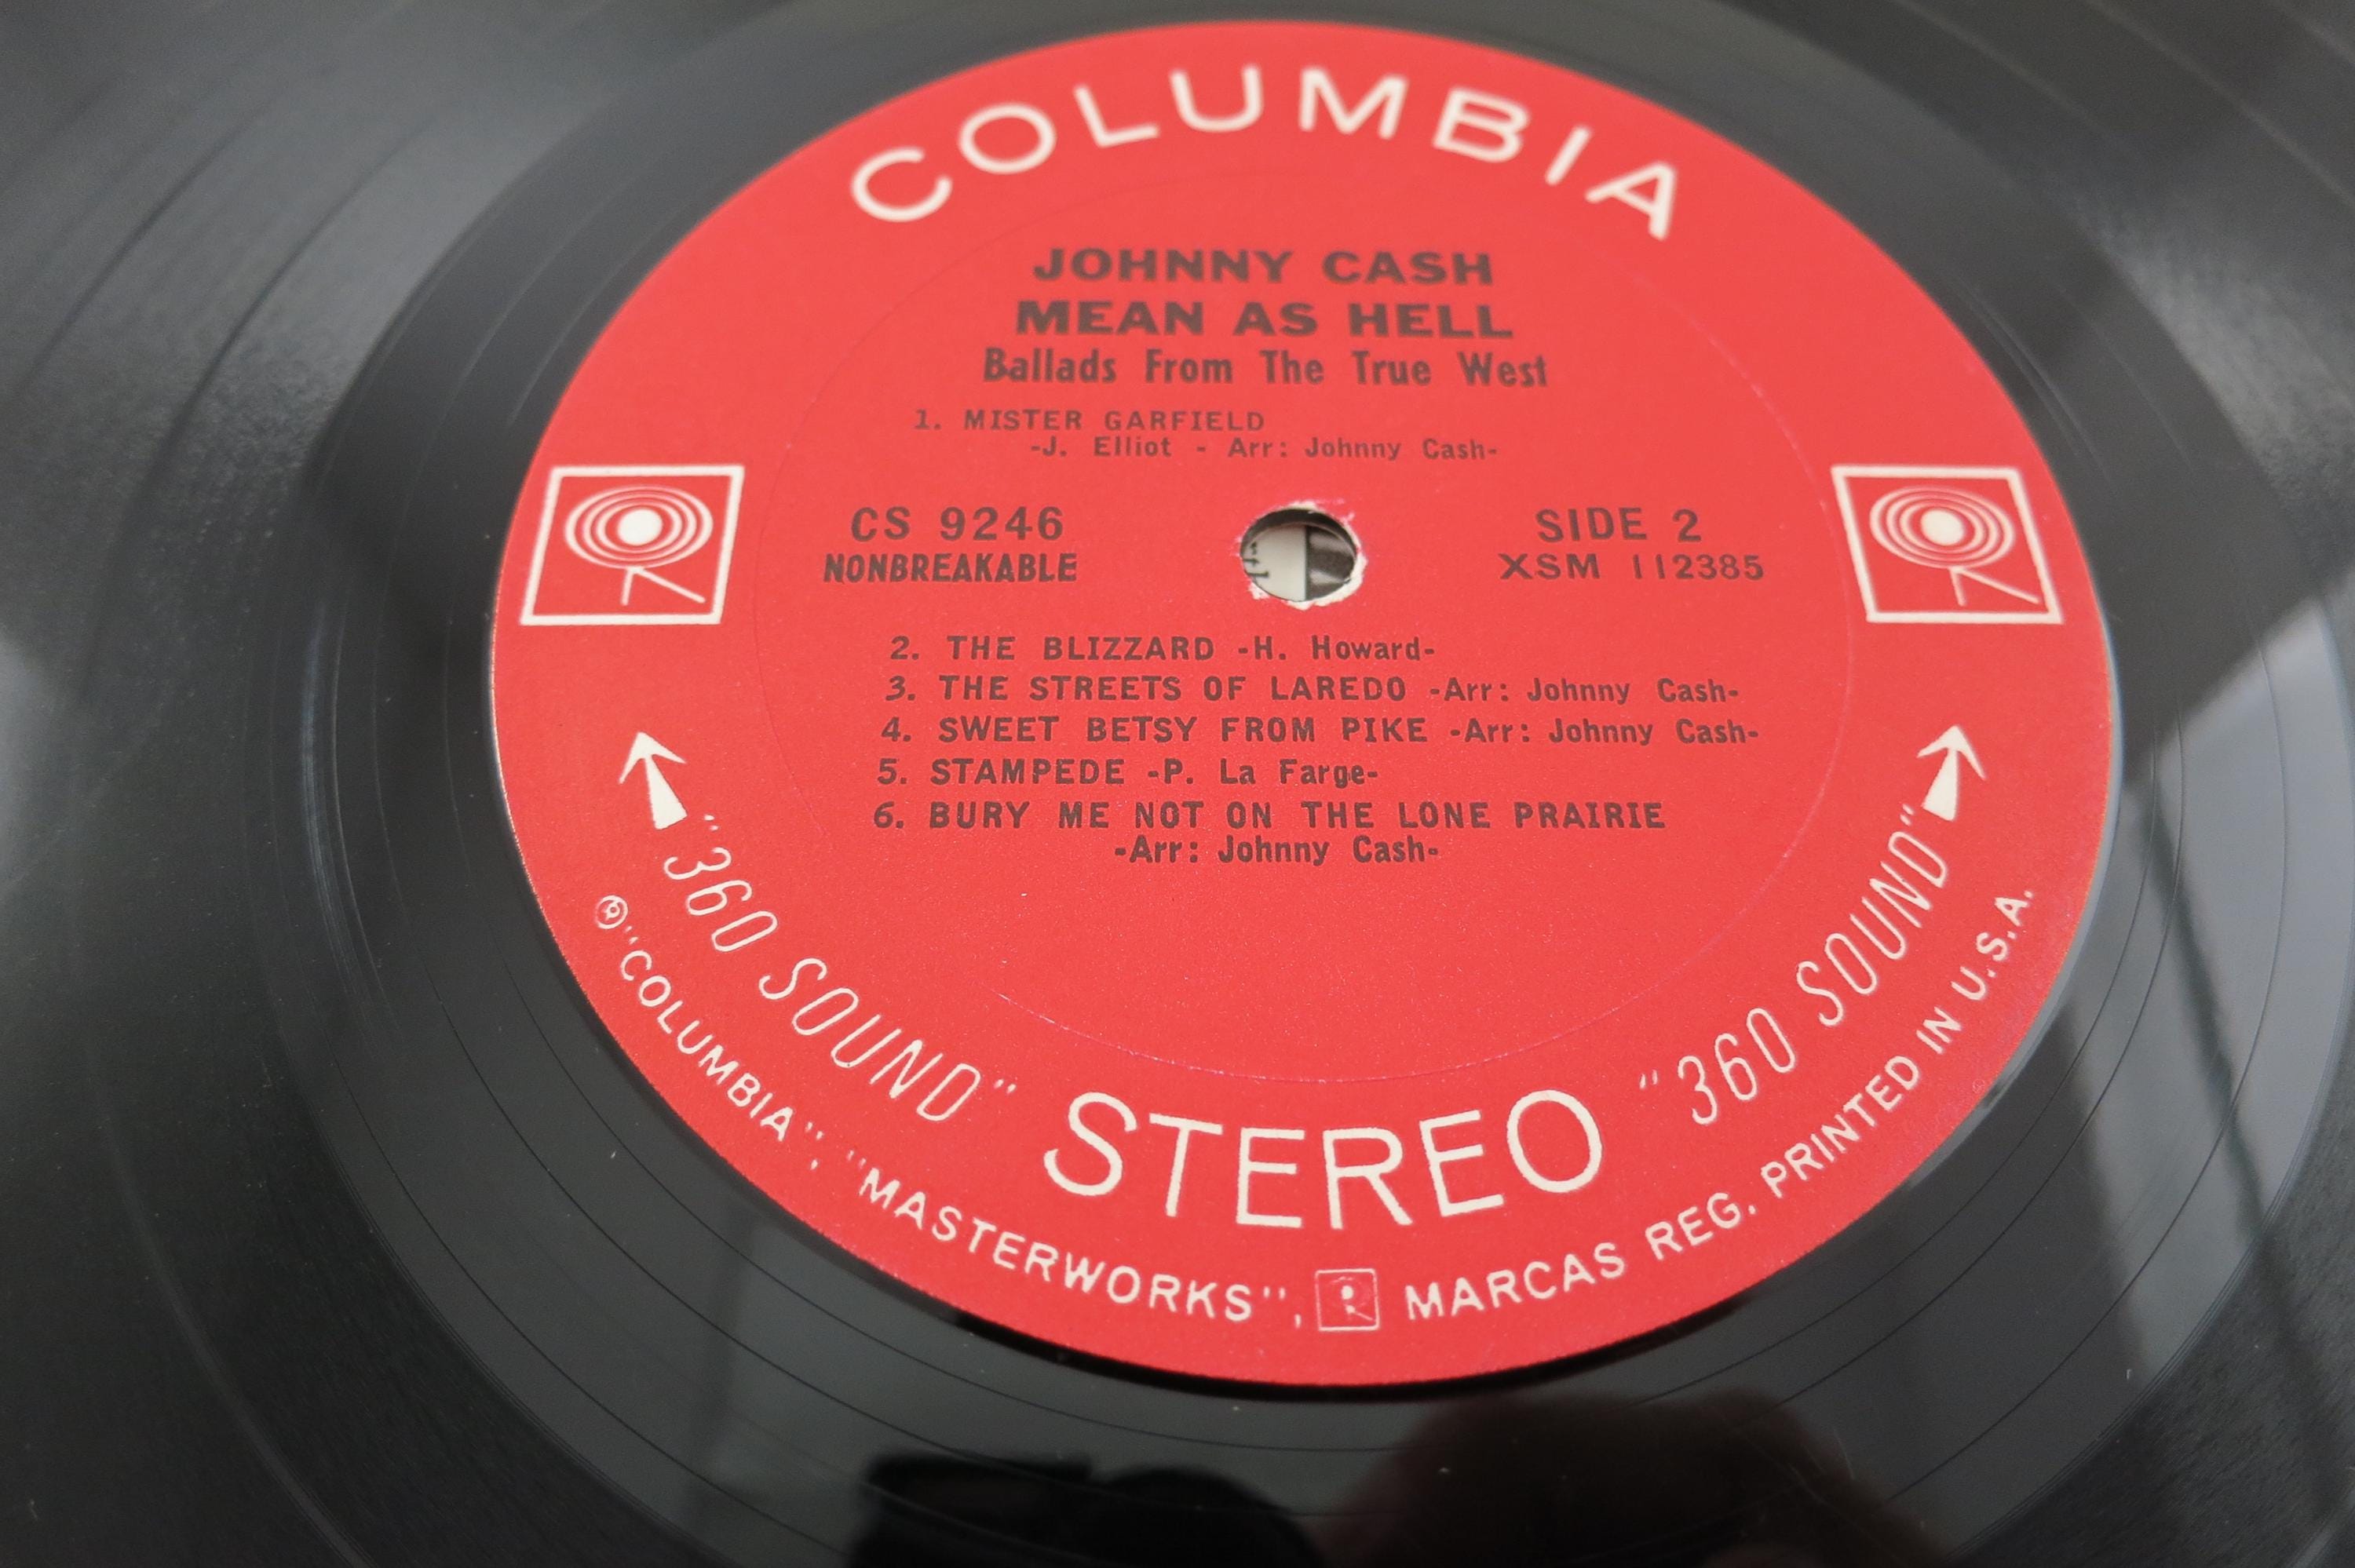 COLUMBIA
JOHNNY CASH
MEAN AS HELL
Ballads From The True West
1. MISTER GARFIELD
-J. Elliot - Arr: Johnny Cash-
CS 9246
NONBREAKABLE
SIDE 2
XSM 112385
2. THE BLIZZARD -H. Howard-
3. THE STREETS OF LAREDO -Arr: Johnny Cash-
4. SWEET BETSY FROM PIKE -Arr: Johnny Cash-
5. STAMPEDE -P. La Farge-
6. BURY ME NOT ON THE LONE PRAIRIE
-Arr: Johnny Cash-
"360 SOUND" STEREO "360 SOUND"
"COLUMBIA", "MASTERWORKS", MARCAS REG. PRINTED IN U.S.A.